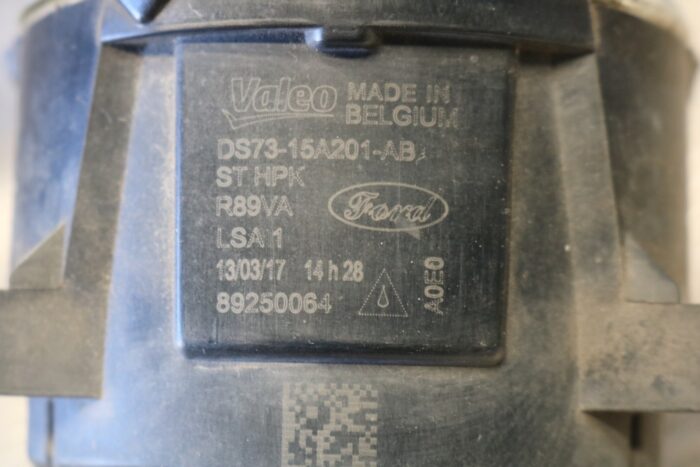 Valeo MADE IN
BELGIUM
DS73-15A201-AB
ST HPK
R89VA
Ford
LSA 1
13/03/17 14 h 28
89250064
A0E0